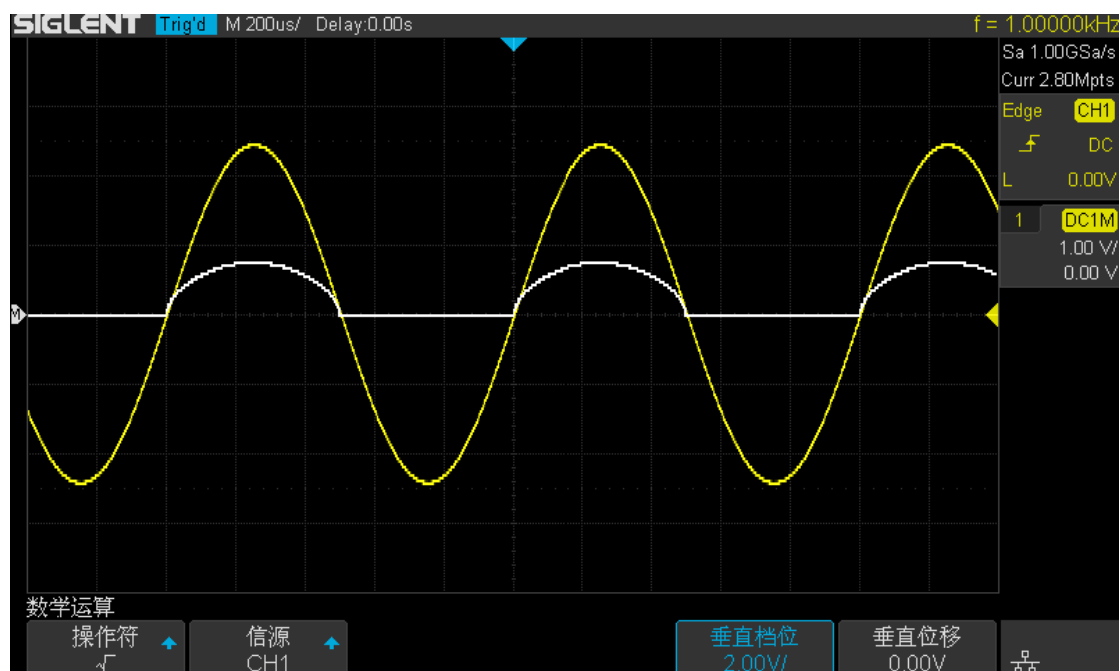 SIGLENT Trig'd M 200us/ Delay:0.00s f = 1.00000kHz
Sa 1.00GSa/s
Curr 2.80Mpts
Edge CH1
DC
L 0.00V
1 DC1M
1.00 V/
0.00 V
M
数学运算
操作符 信源 垂直档位 垂直位移
√ CH1 2.00V/ 0.00V